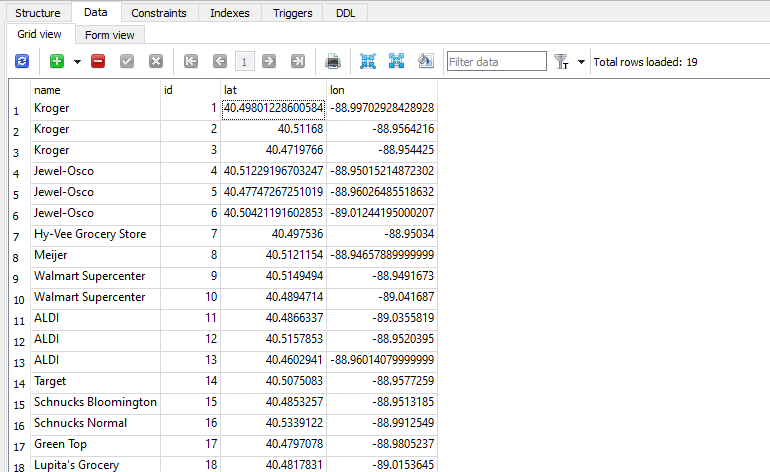 Structure Data Constraints Indexes Triggers DDL
Grid view Form view
1 Filter data T Total rows loaded: 19
name id lat lon
1 Kroger 1 40.49801228600584 -88.99702928428928
2 Kroger 2 40.51168 -88.9564216
3 Kroger 3 40.4719766 -88.954425
4 Jewel-Osco 4 40.51229196703247 -88.95015214872302
5 Jewel-Osco 5 40.47747267251019 -88.96026485518632
6 Jewel-Osco 6 40.50421191602853 -89.01244195000207
7 Hy-Vee Grocery Store 7 40.497536 -88.95034
8 Meijer 8 40.5121154 -88.94657889999999
9 Walmart Supercenter 9 40.5149494 -88.9491673
10 Walmart Supercenter 10 40.4894714 -89.041687
11 ALDI 11 40.4866337 -89.0355819
12 ALDI 12 40.5157853 -88.9520395
13 ALDI 13 40.4602941 -88.96014079999999
14 Target 14 40.5075083 -88.9577259
15 Schnucks Bloomington 15 40.4853257 -88.9513185
16 Schnucks Normal 16 40.5339122 -88.9912549
17 Green Top 17 40.4797078 -88.9805237
18 Lupita's Grocery 18 40.4817831 -89.0153645